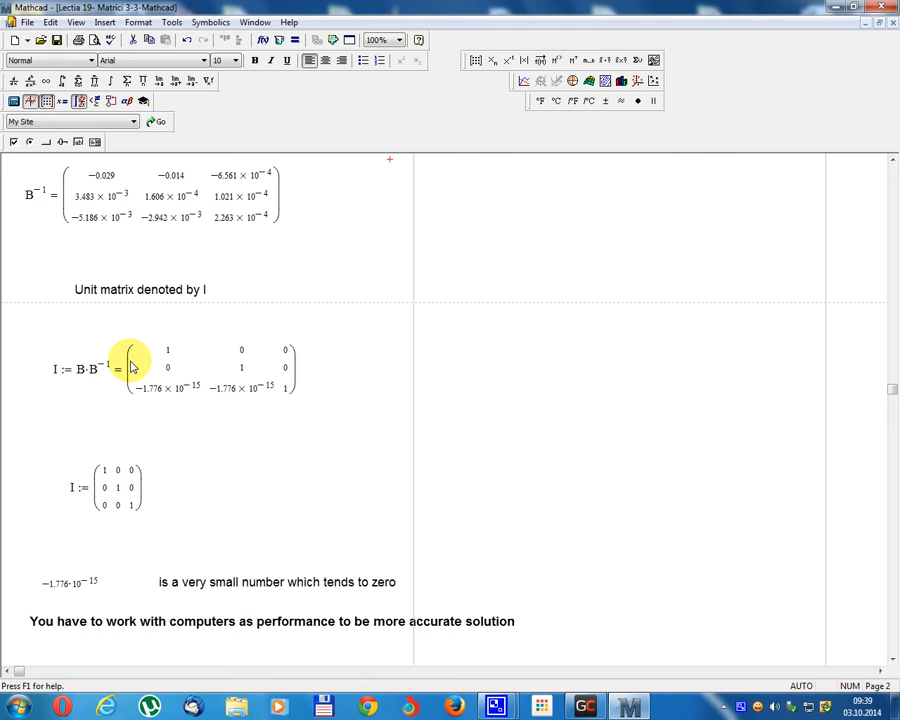 Mathcad - [Lectia 19- Matrici 3-3-Mathcad]
File Edit View Insert Format Tools Symbolics Window Help
100%
Normal Arial 10 B I U
My Site Go
B⁻¹ =
−0.029 −0.014 −6.561 × 10⁻⁴
3.483 × 10⁻³ 1.606 × 10⁻⁴ 1.021 × 10⁻⁴
−5.186 × 10⁻³ −2.942 × 10⁻³ 2.263 × 10⁻⁴
Unit matrix denoted by I
I := B·B⁻¹ =
1 0 0
0 1 0
−1.776 × 10⁻¹⁵ −1.776 × 10⁻¹⁵ 1
I :=
1 0 0
0 1 0
0 0 1
−1.776·10⁻¹⁵ is a very small number which tends to zero
You have to work with computers as performance to be more accurate solution
Press F1 for help. AUTO NUM Page 2
09:39
03.10.2014